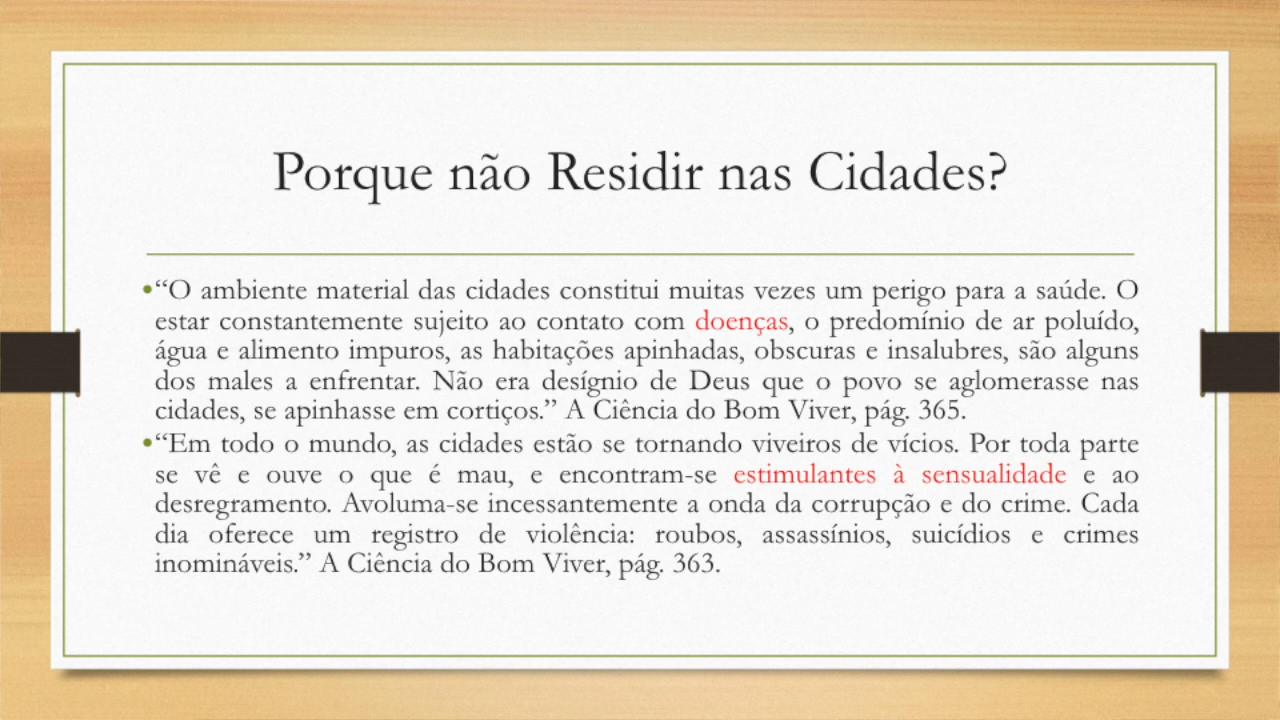 Porque não Residir nas Cidades?
•“O ambiente material das cidades constitui muitas vezes um perigo para a saúde. O
estar constantemente sujeito ao contato com doenças, o predomínio de ar poluído,
água e alimento impuros, as habitações apinhadas, obscuras e insalubres, são alguns
dos males a enfrentar. Não era desígnio de Deus que o povo se aglomerasse nas
cidades, se apinhasse em cortiços.” A Ciência do Bom Viver, pág. 365.
•“Em todo o mundo, as cidades estão se tornando viveiros de vícios. Por toda parte
se vê e ouve o que é mau, e encontram-se estimulantes à sensualidade e ao
desregramento. Avoluma-se incessantemente a onda da corrupção e do crime. Cada
dia oferece um registro de violência: roubos, assassínios, suicídios e crimes
inomináveis.” A Ciência do Bom Viver, pág. 363.